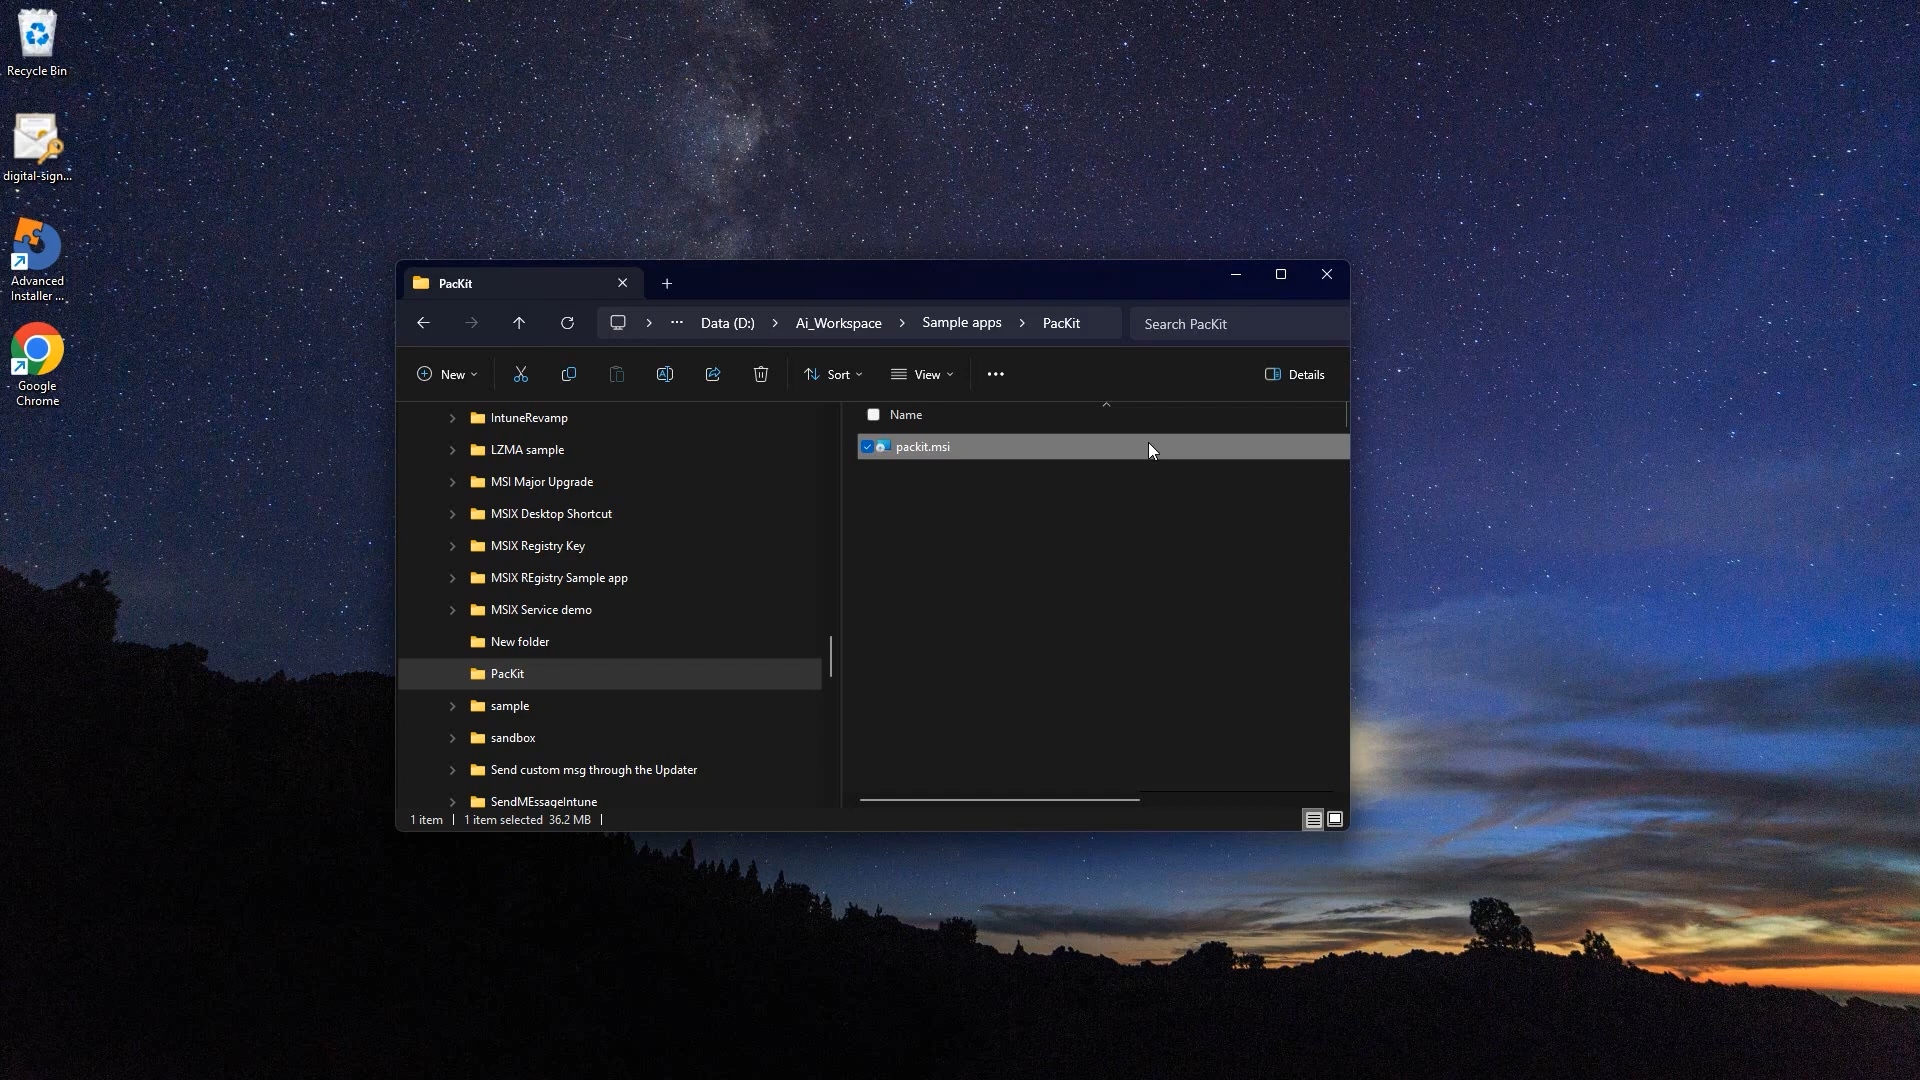 Recycle Bin
digital-sign...
Advanced
Installer ...
Google
Chrome
PacKit
Data (D:)
Ai_Workspace
Sample apps
PacKit
Search PacKit
New
Sort
View
Details
IntuneRevamp
LZMA sample
MSI Major Upgrade
MSIX Desktop Shortcut
MSIX Registry Key
MSIX REgistry Sample app
MSIX Service demo
New folder
PacKit
sample
sandbox
Send custom msg through the Updater
SendMEssageIntune
Name
packit.msi
1 item
1 item selected 36.2 MB